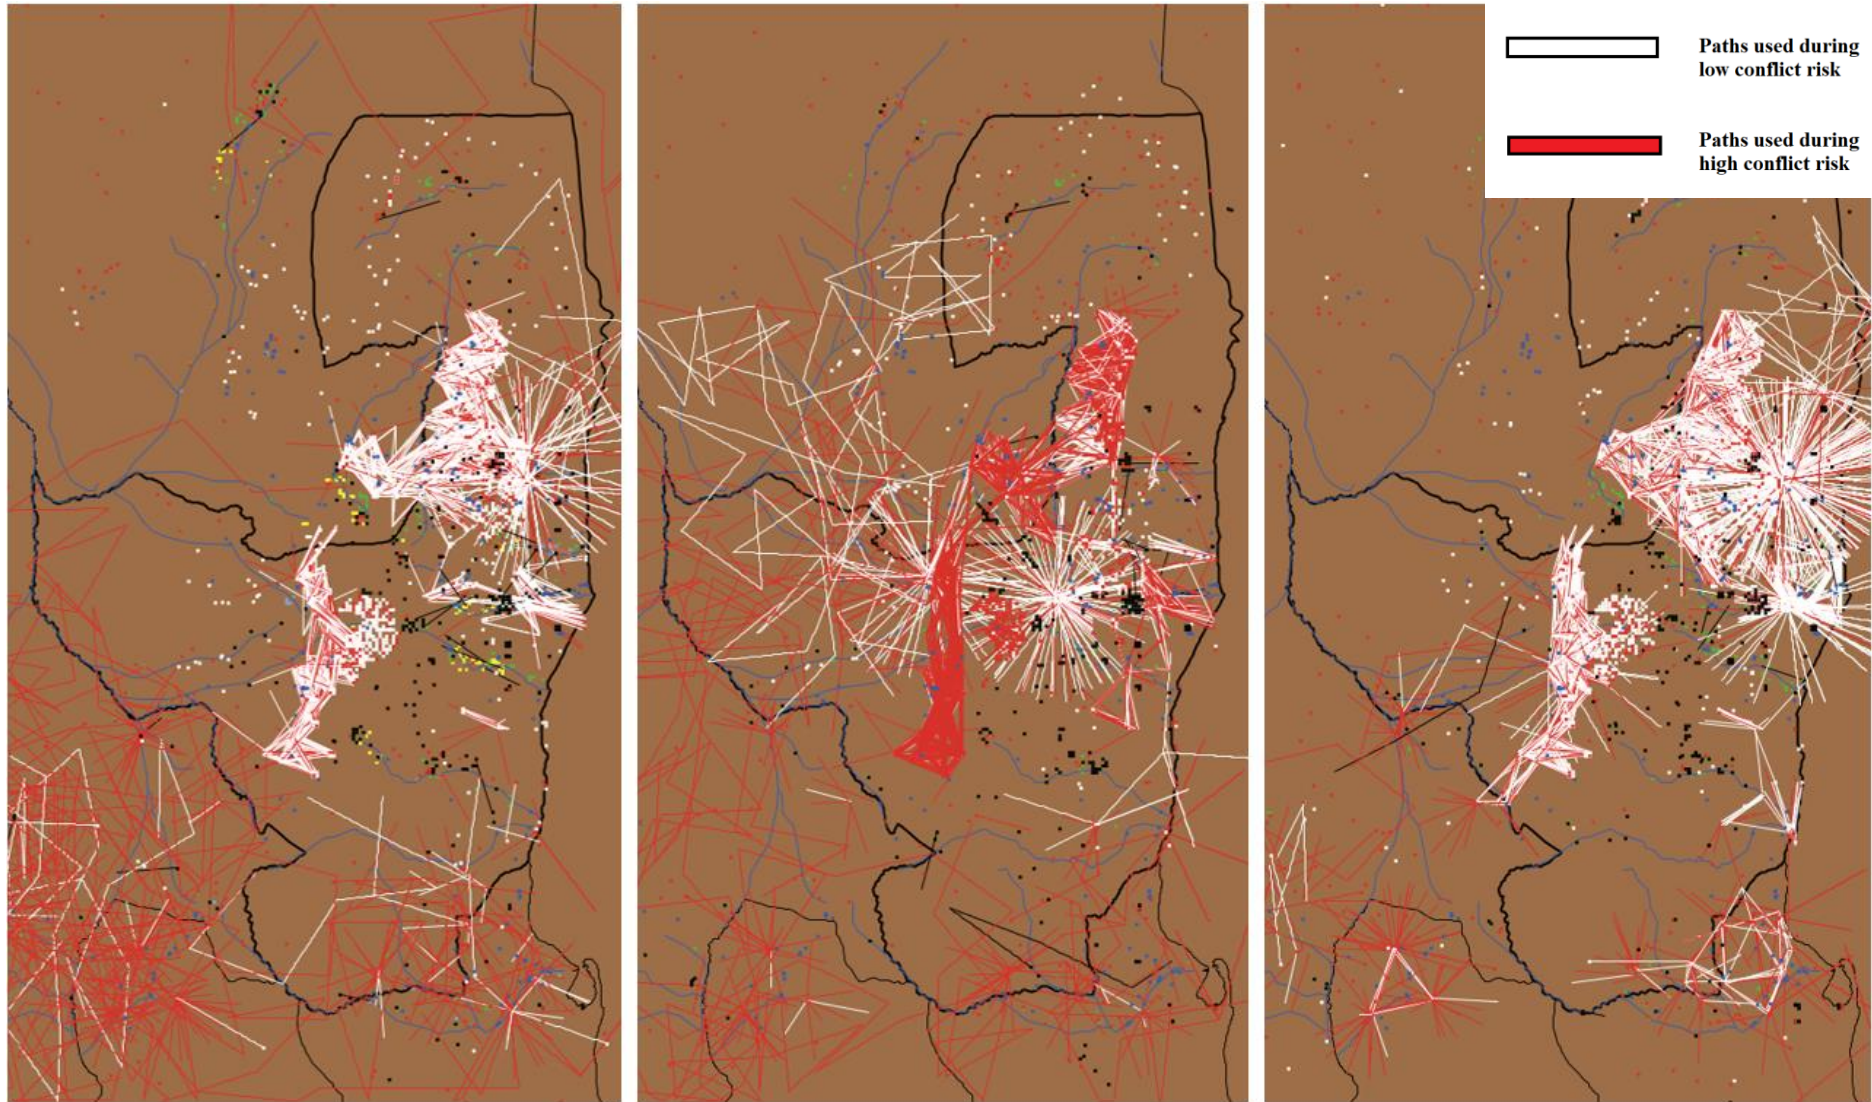 Paths used during
low conflict risk
Paths used during
high conflict risk